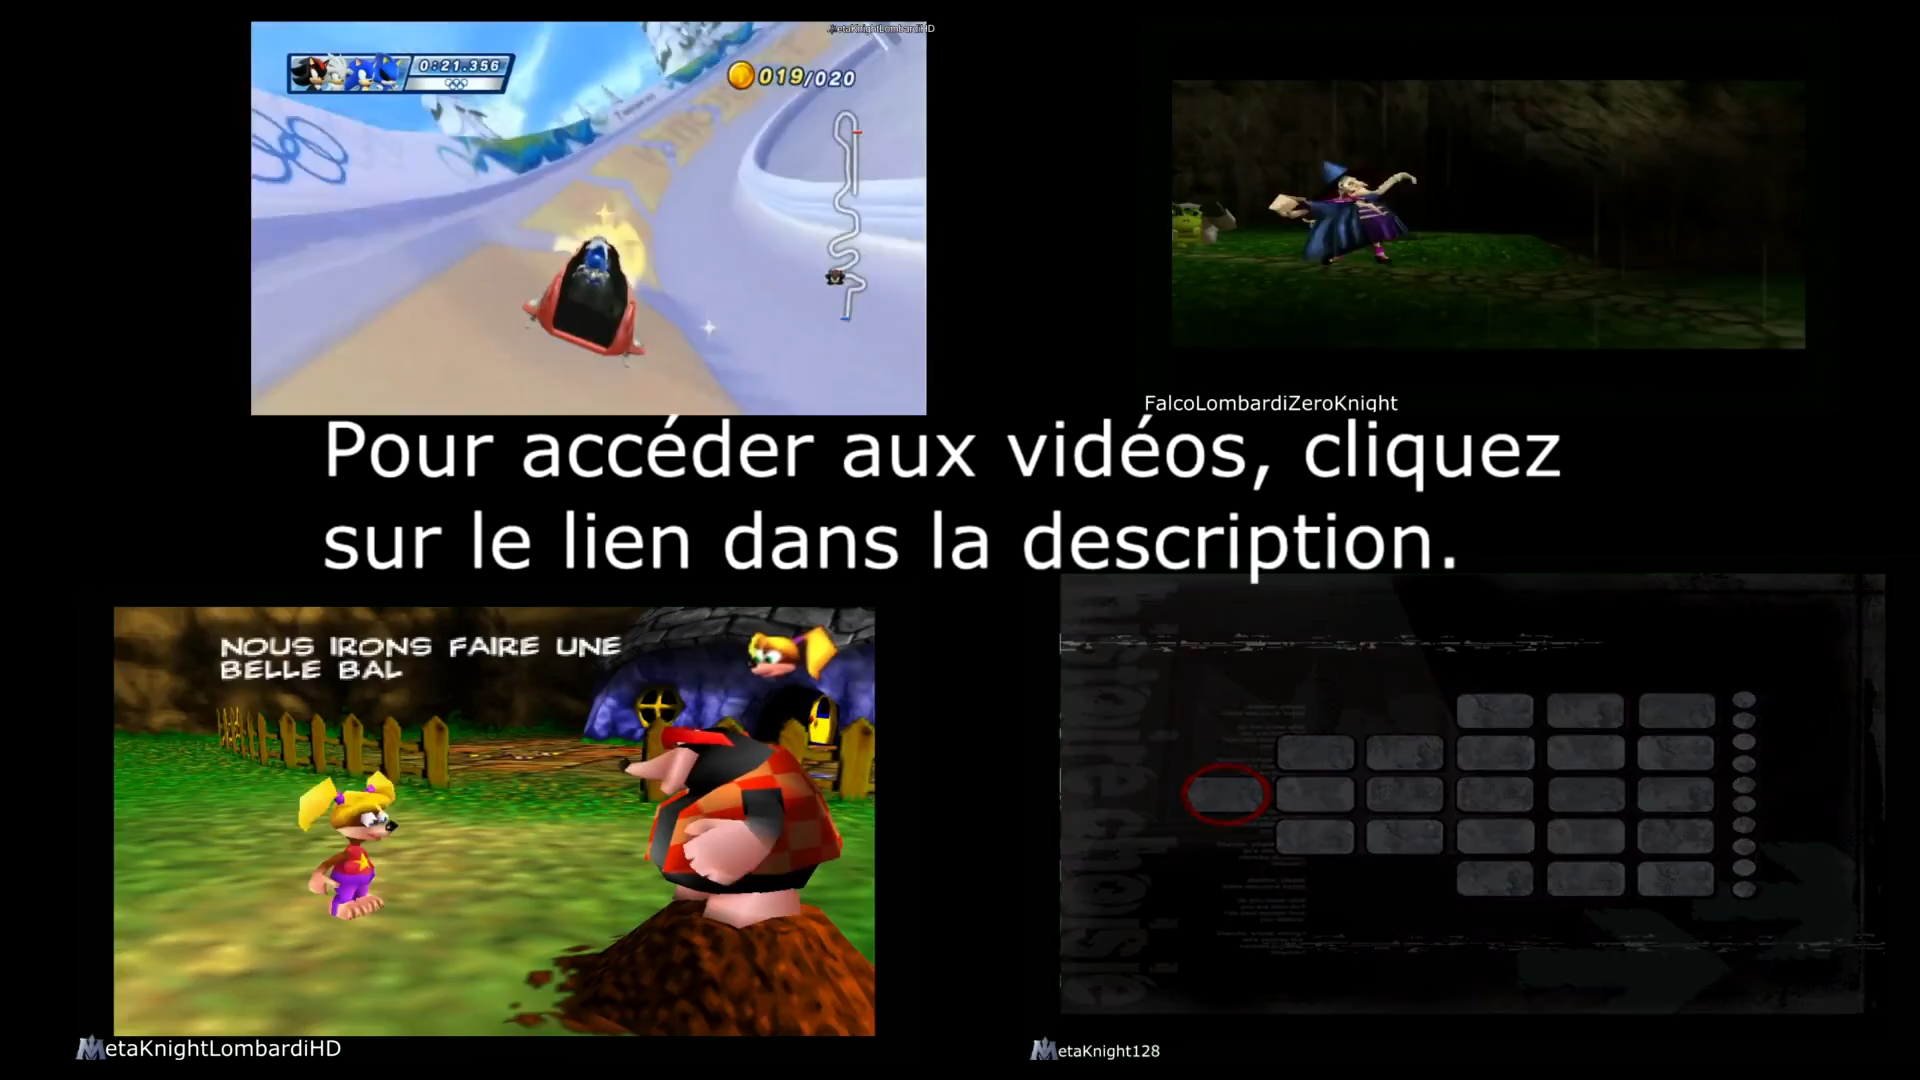 MetaKnightLombardiHD
0:21.356
019/020
FalcoLombardiZeroKnight
Pour accéder aux vidéos, cliquez
sur le lien dans la description.
NOUS IRONS FAIRE UNE
BELLE BAL
MetaKnightLombardiHD
MetaKnight128